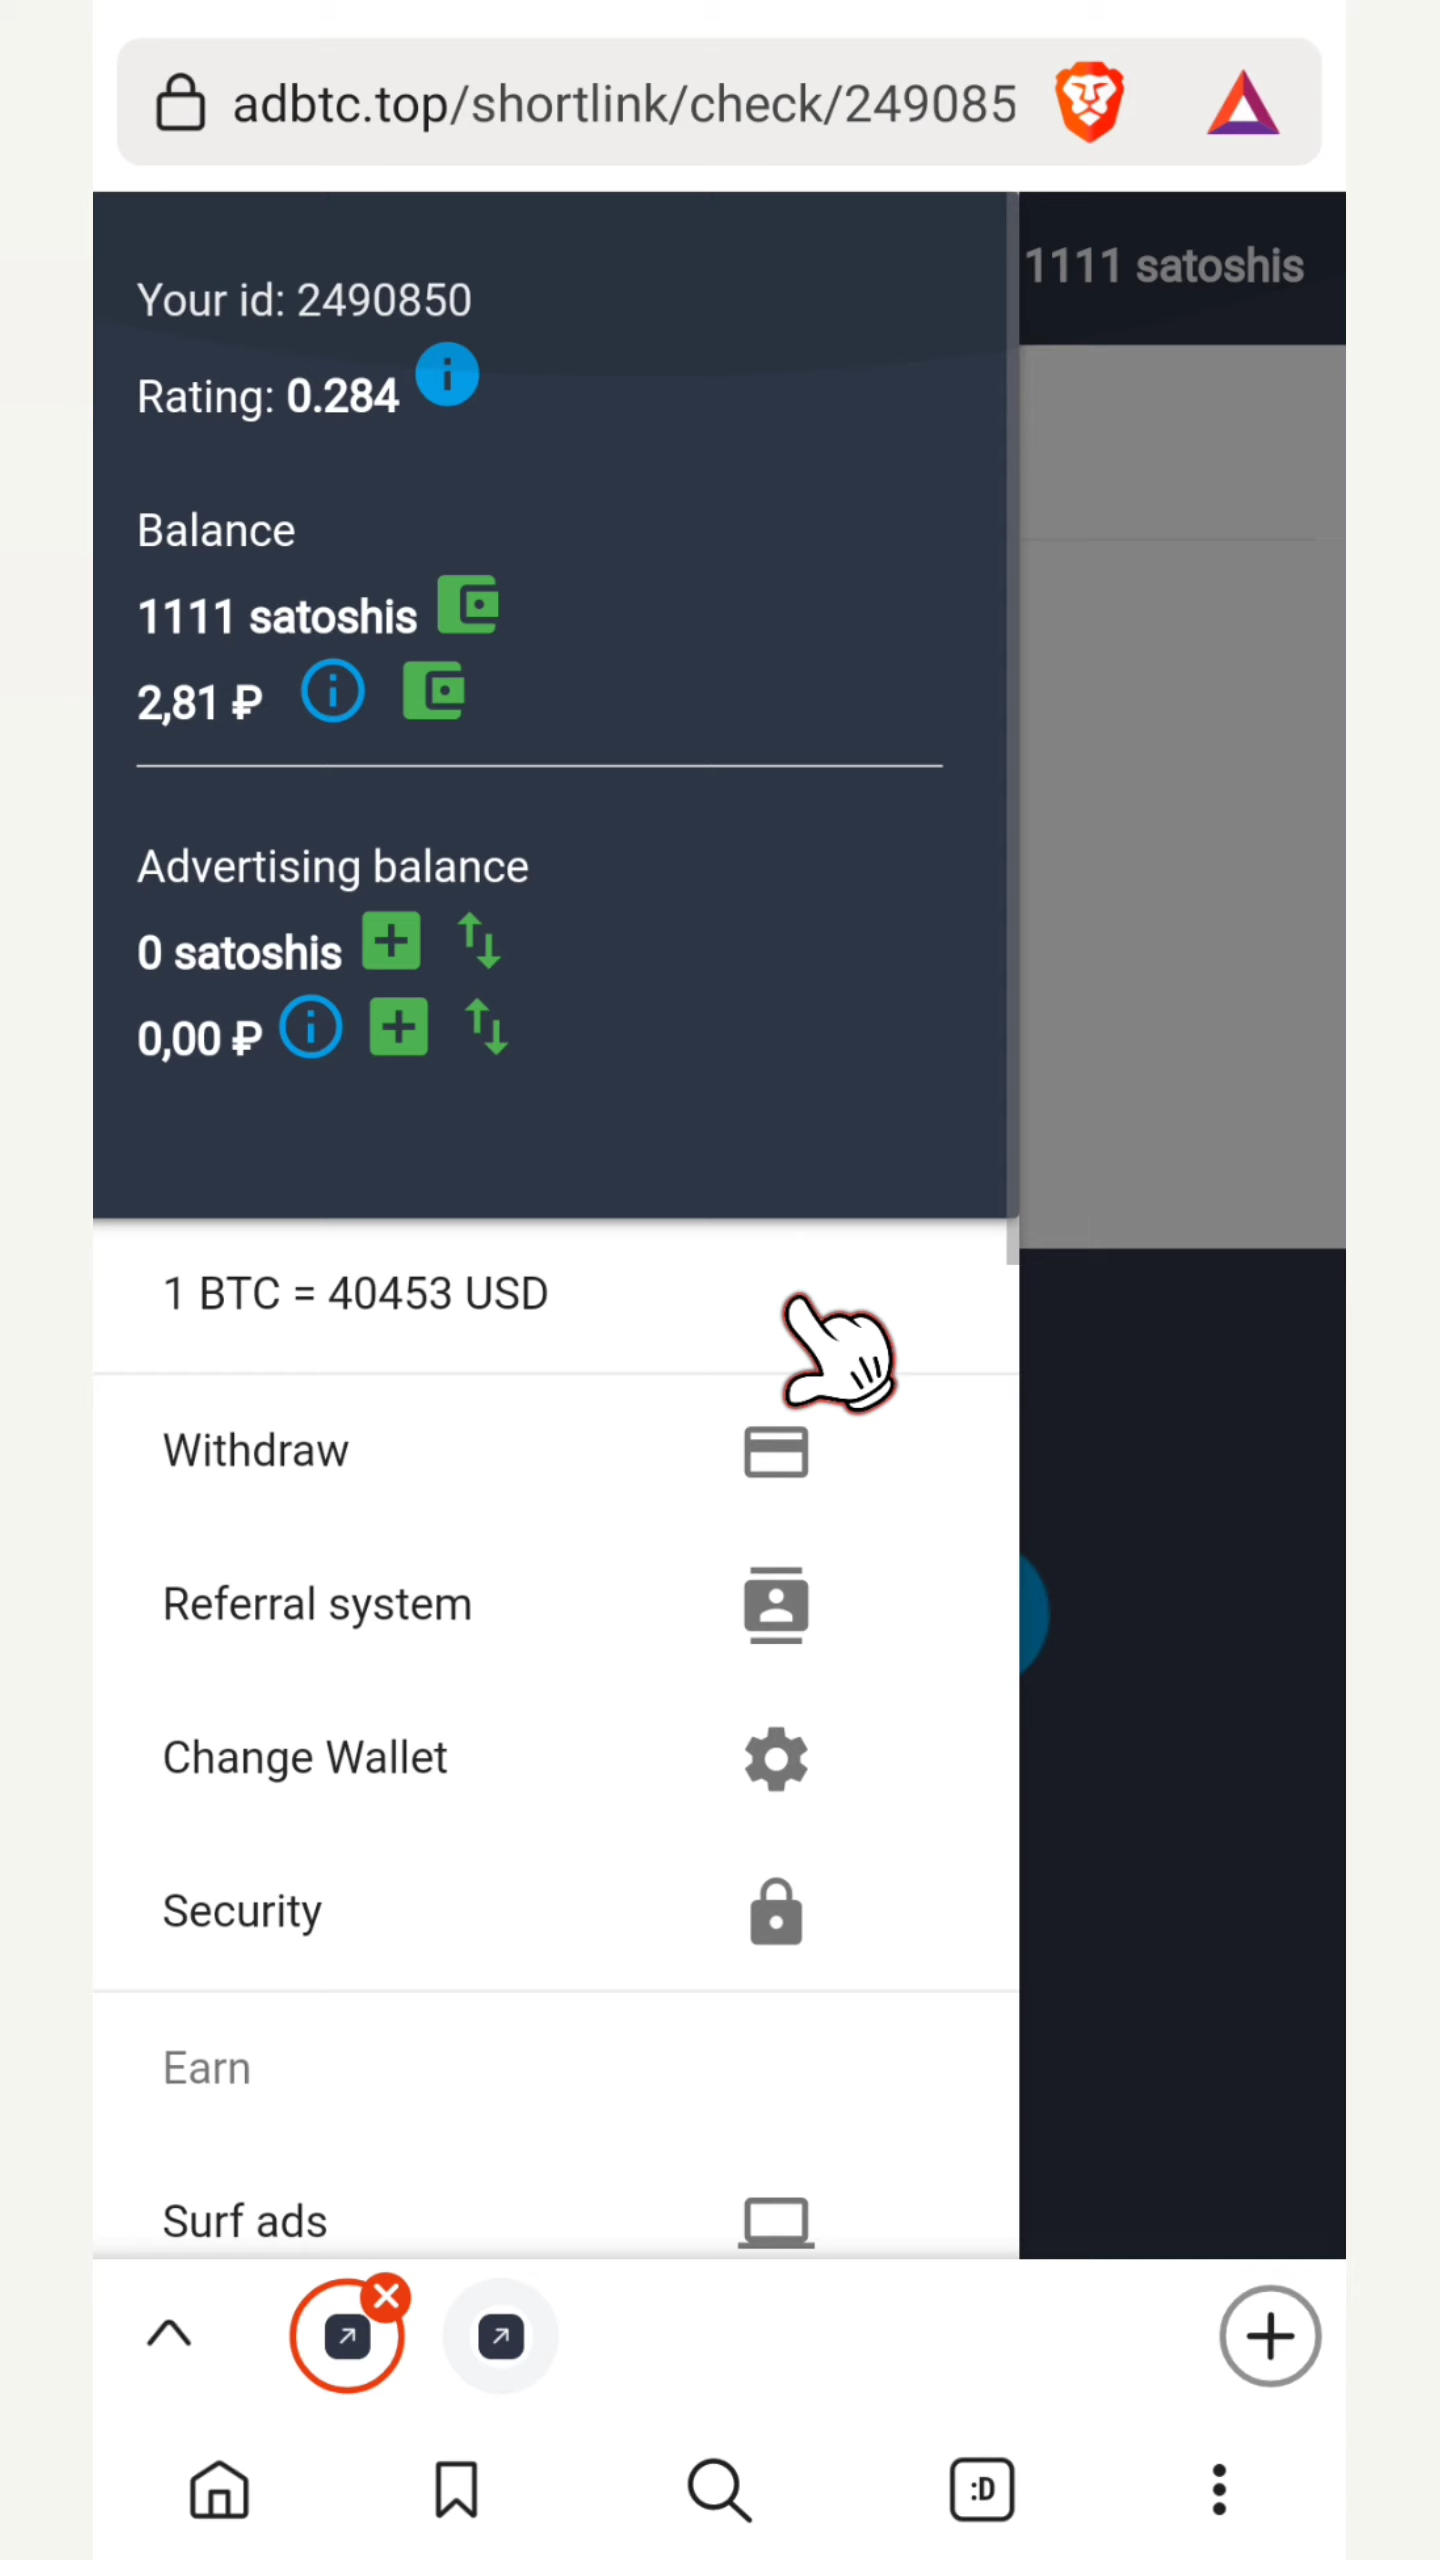 adbtc.top/shortlink/check/249085
1111 satoshis
Your id: 2490850
Rating: 0.284
Balance
1111 satoshis
2,81 ₽
Advertising balance
0 satoshis
0,00 ₽
1 BTC = 40453 USD
Withdraw
Referral system
Change Wallet
Security
Earn
Surf ads
:D